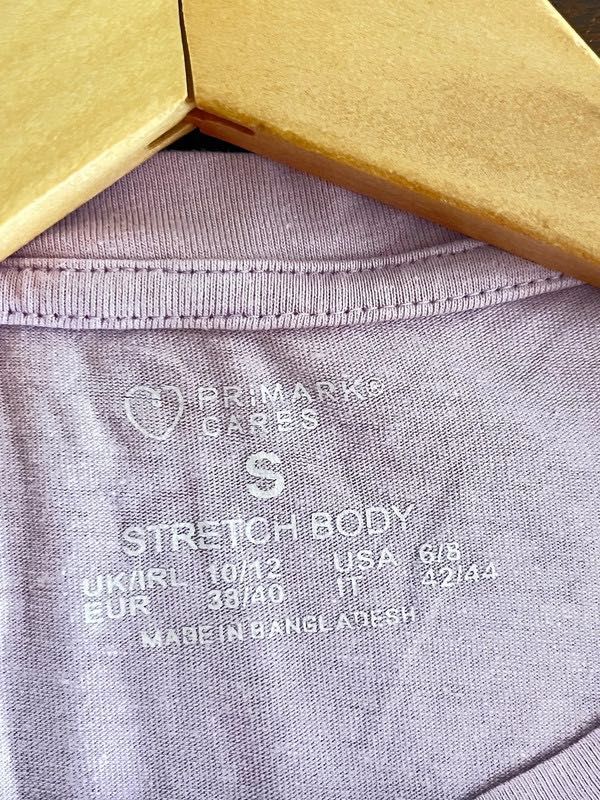 PRiMARK®
CARES
S
STRETCH BODY
UK/IRL 10/12 USA 6/8
EUR 38/40 IT 42/44
MADE IN BANGLADESH